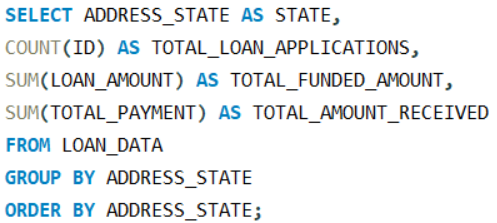 SELECT ADDRESS_STATE AS STATE,
COUNT(ID) AS TOTAL_LOAN_APPLICATIONS,
SUM(LOAN_AMOUNT) AS TOTAL_FUNDED_AMOUNT,
SUM(TOTAL_PAYMENT) AS TOTAL_AMOUNT_RECEIVED
FROM LOAN_DATA
GROUP BY ADDRESS_STATE
ORDER BY ADDRESS_STATE;